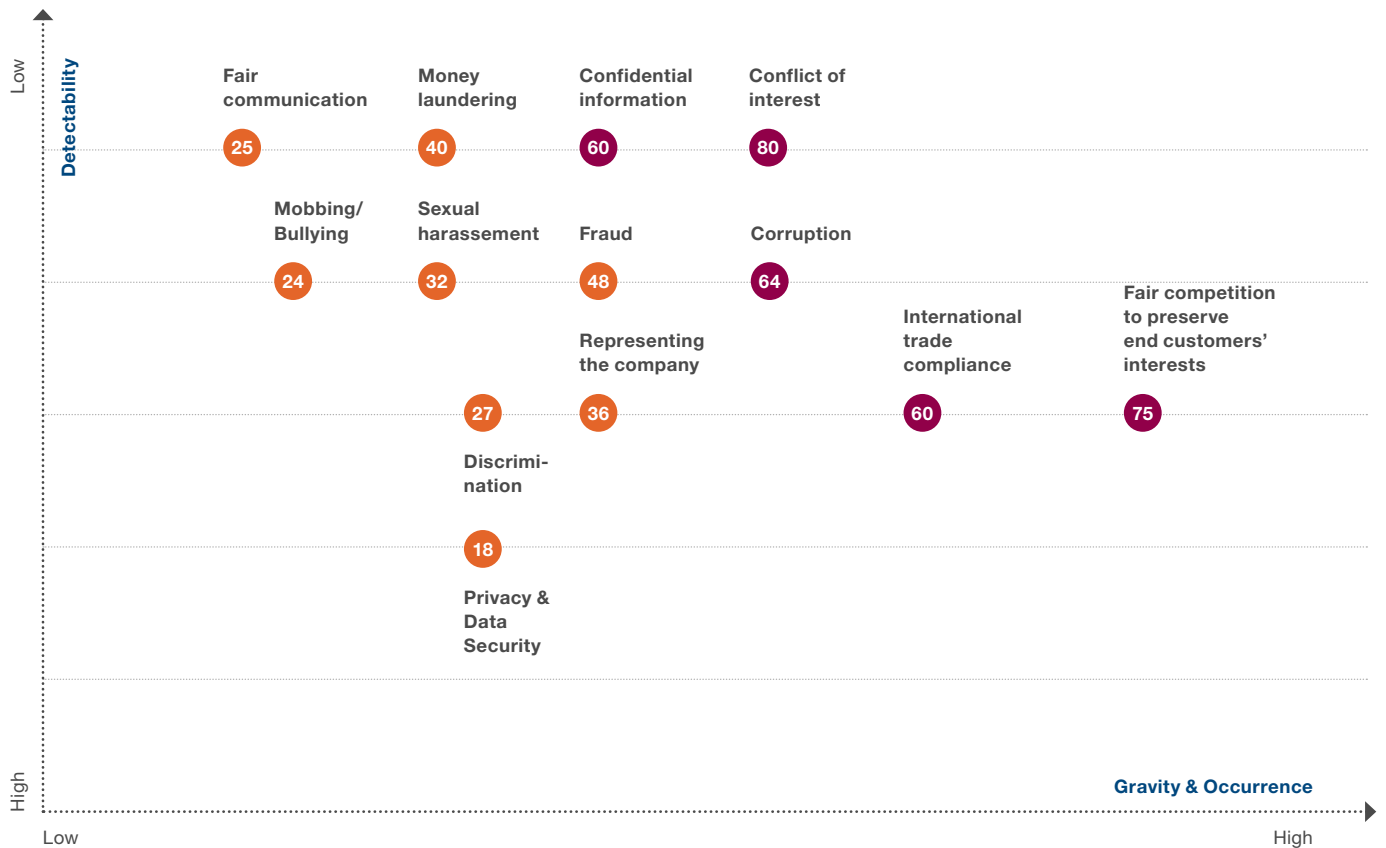 Low
Detectability
Fair
communication
25
Money
laundering
40
Confidential
information
60
Conflict of
interest
80
Mobbing/
Bullying
24
Sexual
harassement
32
Fraud
48
Corruption
64
27
Discrimi-
nation
Representing
the company
36
International
trade
compliance
60
Fair competition
to preserve
end customers’
interests
75
18
Privacy &
Data
Security
High
Gravity & Occurrence
Low
High